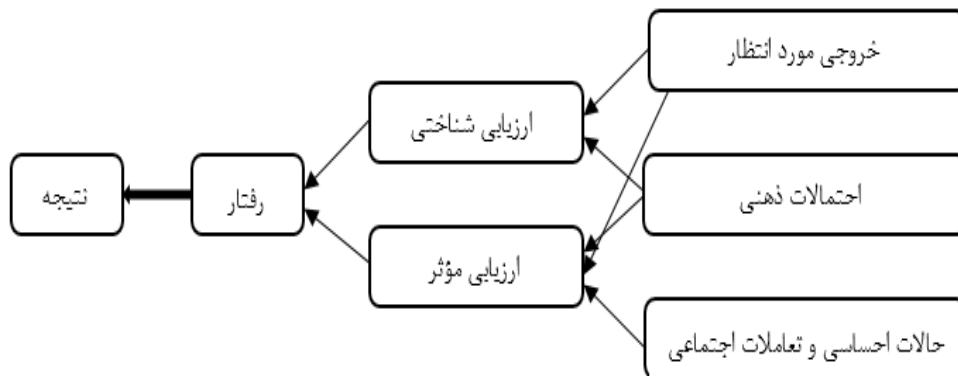 خروجی مورد انتظار
ارزیابی شناختی
احتمالات ذهنی
رفتار
نتیجه
ارزیابی مؤثر
حالات احساسی و تعاملات اجتماعی